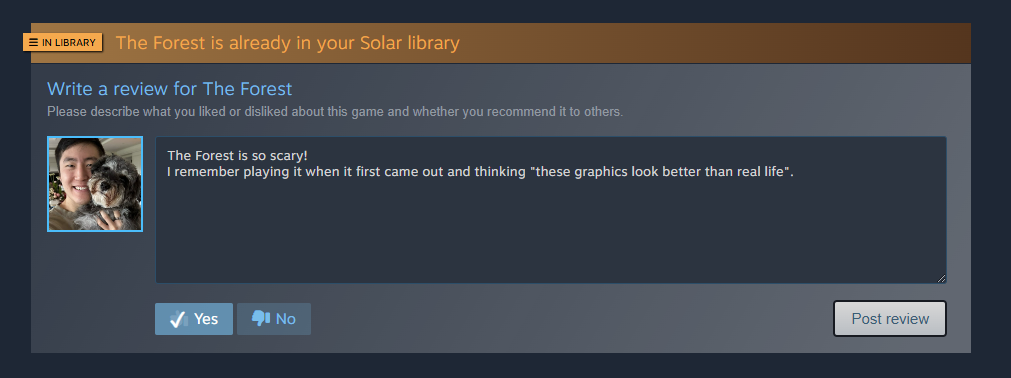 IN LIBRARY
The Forest is already in your Solar library
Write a review for The Forest
Please describe what you liked or disliked about this game and whether you recommend it to others.
The Forest is so scary!
I remember playing it when it first came out and thinking "these graphics look better than real life".
Yes
No
Post review